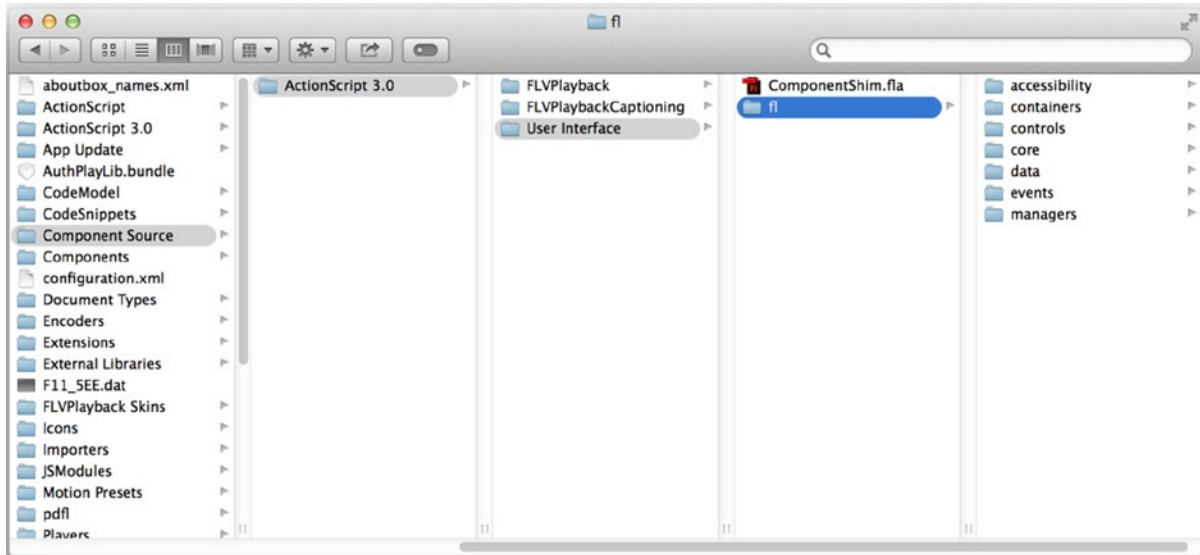 fl
aboutbox_names.xml
ActionScript
ActionScript 3.0
App Update
AuthPlayLib.bundle
CodeModel
CodeSnippets
Component Source
Components
configuration.xml
Document Types
Encoders
Extensions
External Libraries
F11_5EE.dat
FLVPlayback Skins
Icons
Importers
JSModules
Motion Presets
pdfl
Players
ActionScript 3.0
FLVPlayback
FLVPlaybackCaptioning
User Interface
ComponentShim.fla
fl
accessibility
containers
controls
core
data
events
managers